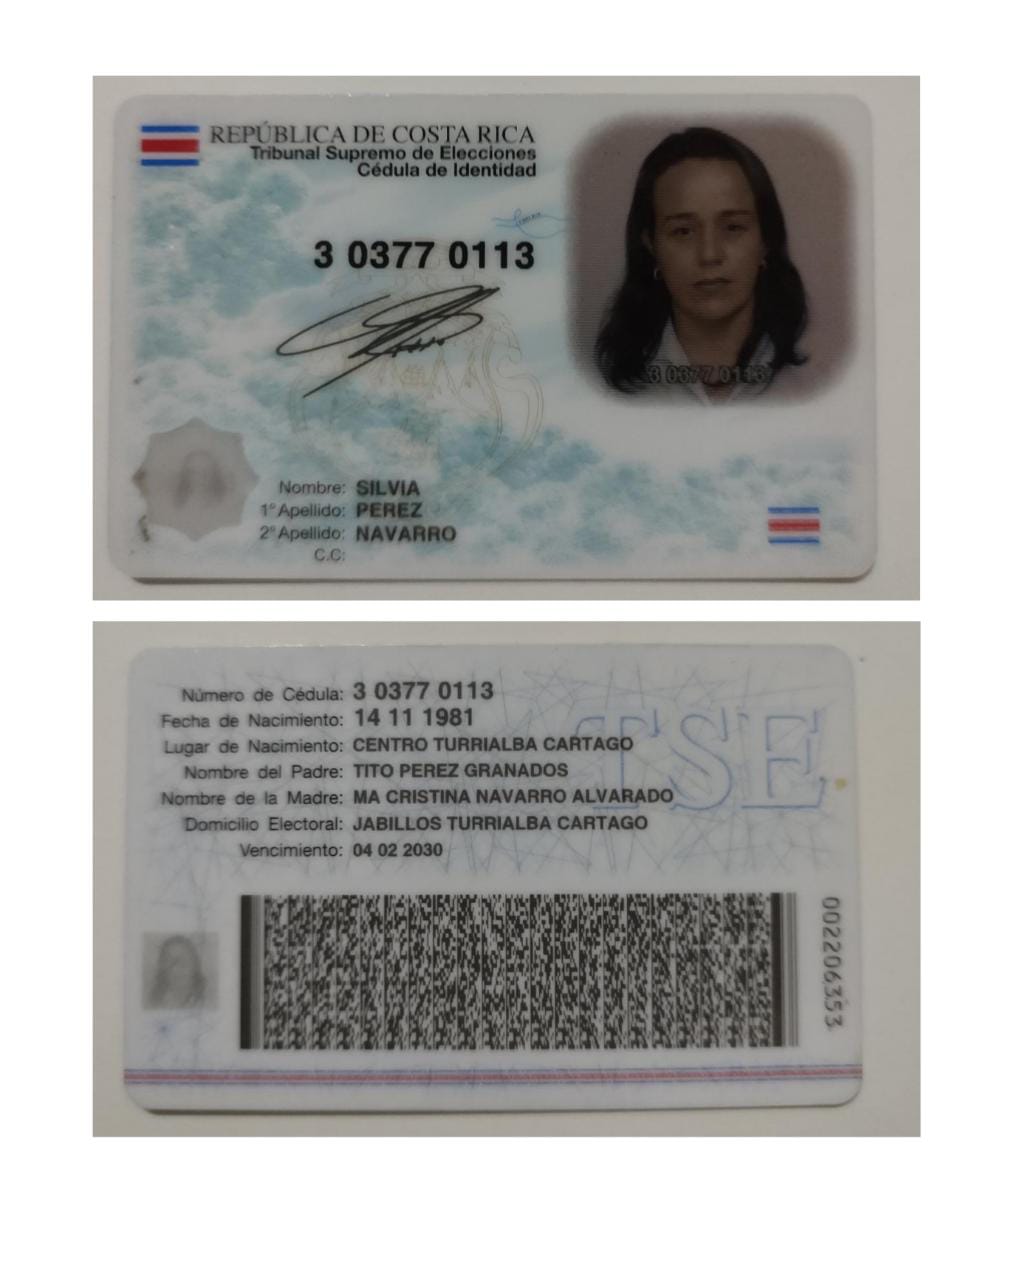 REPÚBLICA DE COSTA RICA
Tribunal Supremo de Elecciones
Cédula de Identidad
3 0377 0113
3 0377 0113
Nombre: SILVIA
1° Apellido: PEREZ
2° Apellido: NAVARRO
C.C:
Número de Cédula: 3 0377 0113
Fecha de Nacimiento: 14 11 1981
Lugar de Nacimiento: CENTRO TURRIALBA CARTAGO
Nombre del Padre: TITO PEREZ GRANADOS
Nombre de la Madre: MA CRISTINA NAVARRO ALVARADO
Domicilio Electoral: JABILLOS TURRIALBA CARTAGO
Vencimiento: 04 02 2030
TSE
002206353